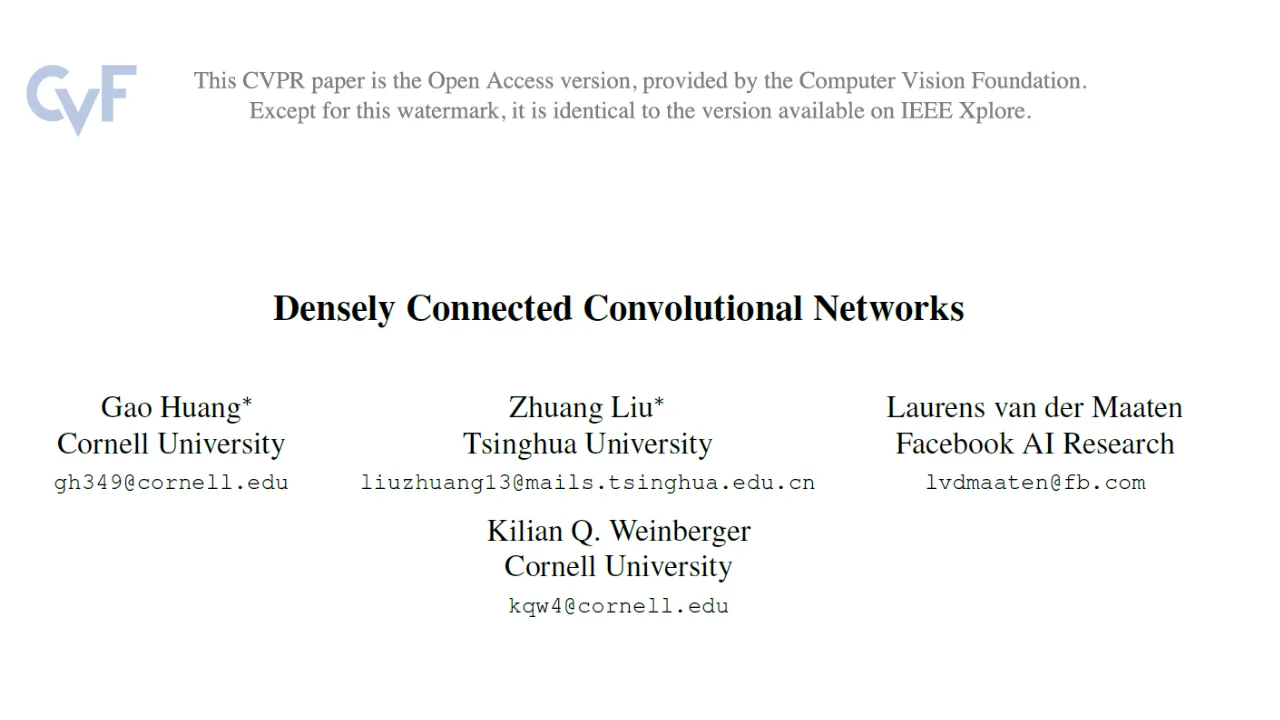 CVF
This CVPR paper is the Open Access version, provided by the Computer Vision Foundation.
Except for this watermark, it is identical to the version available on IEEE Xplore.
Densely Connected Convolutional Networks
Gao Huang*
Cornell University
gh349@cornell.edu
Zhuang Liu*
Tsinghua University
liuzhuang13@mails.tsinghua.edu.cn
Laurens van der Maaten
Facebook AI Research
lvdmaaten@fb.com
Kilian Q. Weinberger
Cornell University
kqw4@cornell.edu